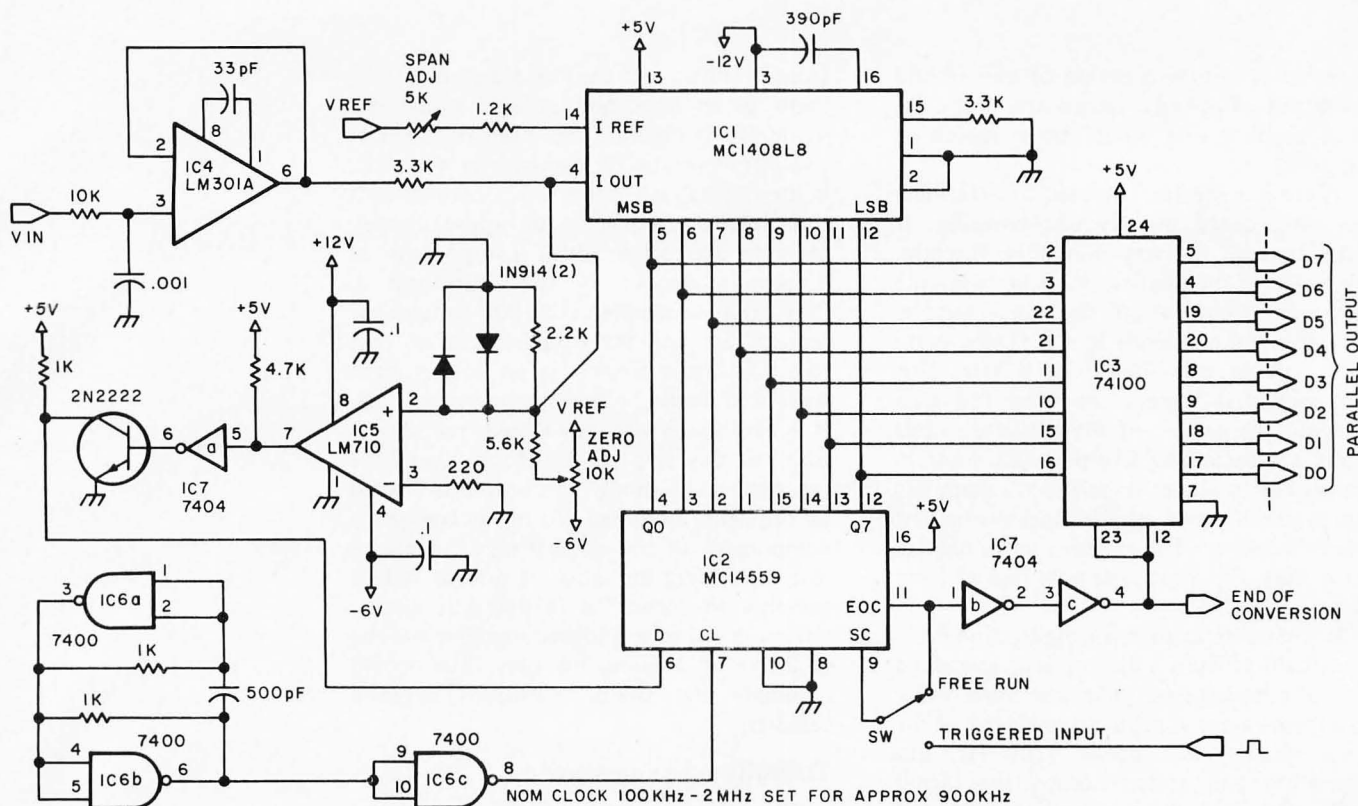 33pF
8
1
2
IC4
LM301A
6
3
10K
V IN
.001
SPAN
ADJ
5K
V REF
1.2K
3.3K
+5V
13
-12V
3
390pF
16
14
I REF
4
I OUT
IC1
MC1408L8
15
3.3K
1
2
MSB
LSB
5
6
7
8
9
10
11
12
+5V
24
2
3
22
21
11
10
15
16
IC3
74100
5
4
19
20
8
9
18
17
7
23
12
D7
D6
D5
D4
D3
D2
D1
D0
PARALLEL OUTPUT
+5V
1K
2N2222
6
a
5
IC7
7404
+5V
4.7K
7
+12V
.1
8
IC5
LM710
+
2
-
3
1
4
220
.1
-6V
1N914 (2)
2.2K
5.6K
V REF
ZERO
ADJ
10K
-6V
4
3
2
1
15
14
13
12
Q0
Q7
16
+5V
IC2
MC14559
EOC
11
D
CL
SC
6
7
10
8
9
IC7
7404
1
b
2
3
c
4
END OF
CONVERSION
FREE RUN
SW
TRIGGERED INPUT
3
IC6a
1
2
7400
1K
500pF
1K
7400
4
5
IC6b
6
7400
9
10
IC6c
8
NOM CLOCK 100KHz-2MHz SET FOR APPROX 900KHz